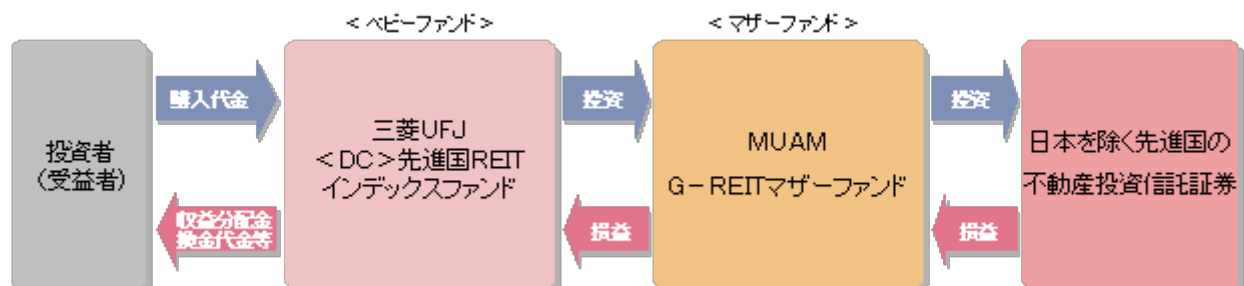 <ベビーファンド>
<マザーファンド>
投資者
(受益者)
購入代金
収益分配金
換金代金等
三菱UFJ
<DC>先進国REIT
インデックスファンド
投資
損益
MUAM
G-REITマザーファンド
投資
損益
日本を除く先進国の
不動産投資信託証券